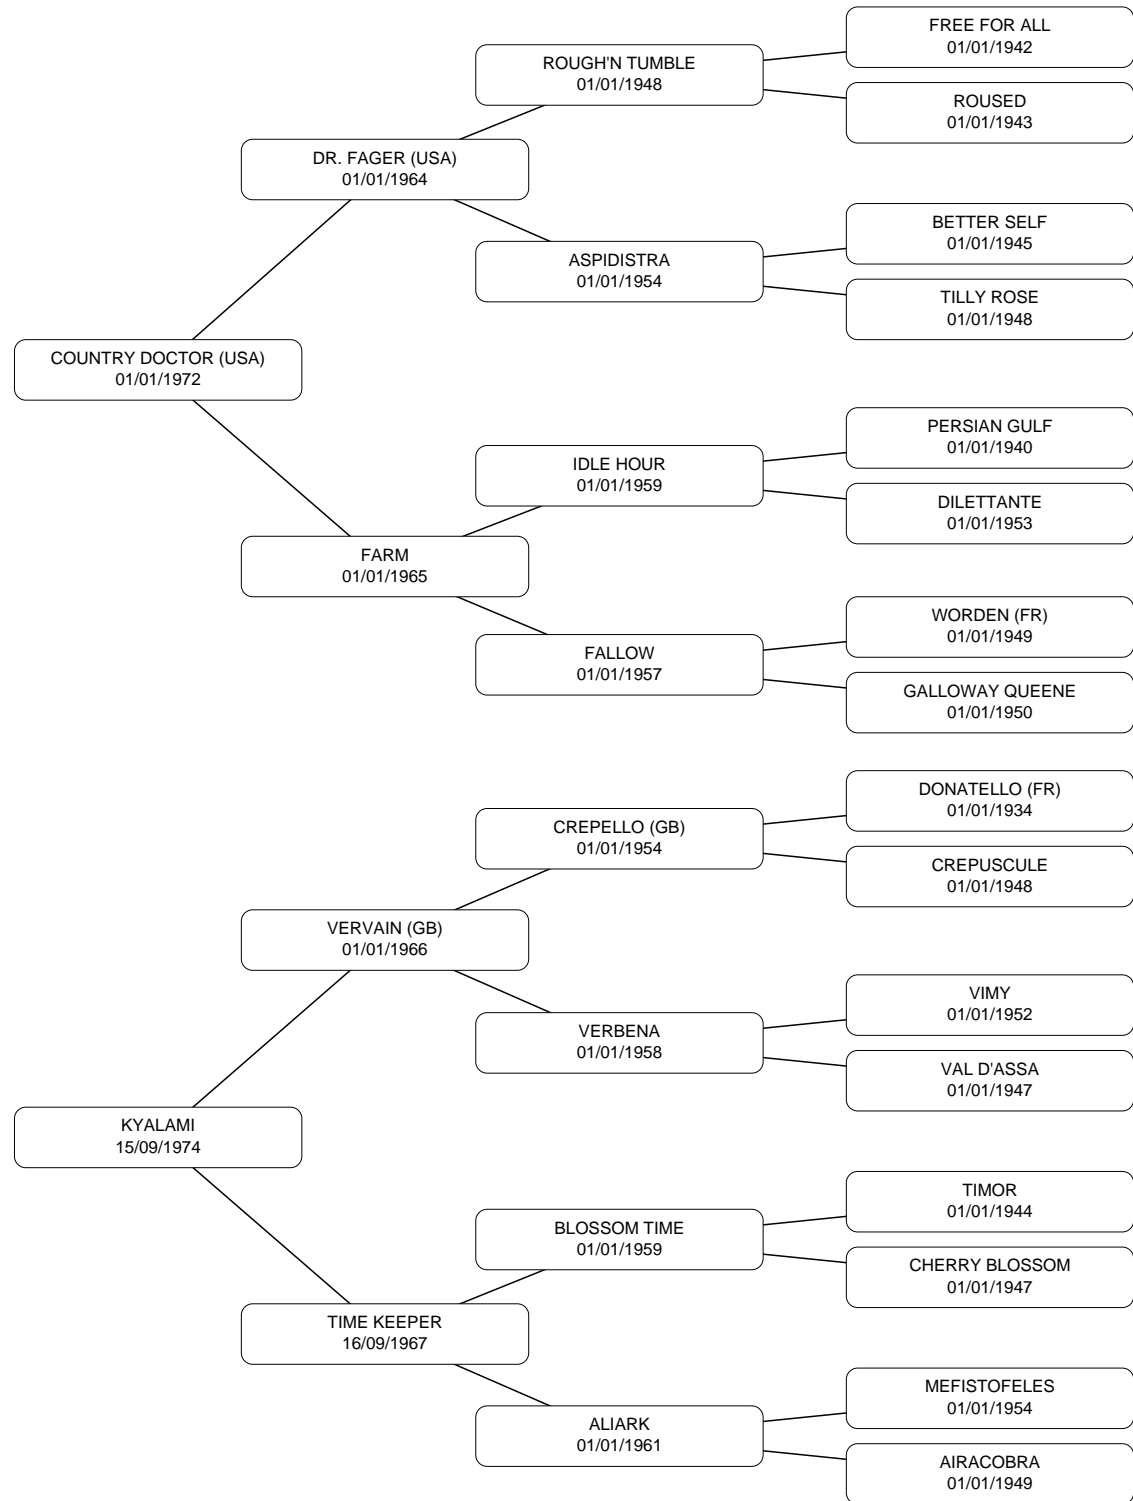 FREE FOR ALL
01/01/1942
ROUGH'N TUMBLE
01/01/1948
ROUSED
01/01/1943
DR. FAGER (USA)
01/01/1964
BETTER SELF
01/01/1945
ASPIDISTRA
01/01/1954
TILLY ROSE
01/01/1948
COUNTRY DOCTOR (USA)
01/01/1972
PERSIAN GULF
01/01/1940
IDLE HOUR
01/01/1959
DILETTANTE
01/01/1953
FARM
01/01/1965
WORDEN (FR)
01/01/1949
FALLOW
01/01/1957
GALLOWAY QUEENE
01/01/1950
DONATELLO (FR)
01/01/1934
CREPELLO (GB)
01/01/1954
CREPUSCULE
01/01/1948
VERVAIN (GB)
01/01/1966
VIMY
01/01/1952
VERBENA
01/01/1958
VAL D'ASSA
01/01/1947
KYALAMI
15/09/1974
TIMOR
01/01/1944
BLOSSOM TIME
01/01/1959
CHERRY BLOSSOM
01/01/1947
TIME KEEPER
16/09/1967
MEFISTOFELES
01/01/1954
ALIARK
01/01/1961
AIRACOBRA
01/01/1949